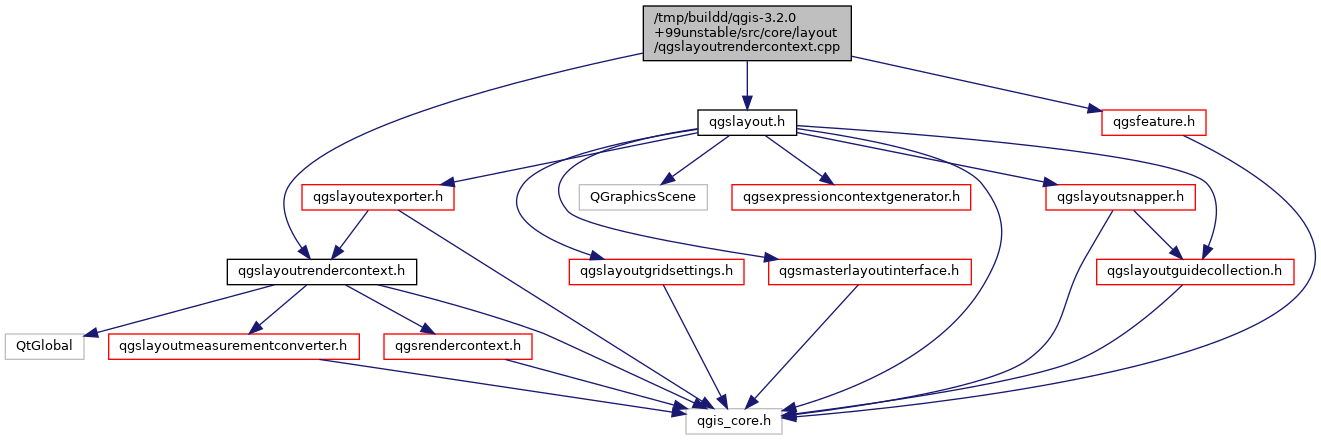 /tmp/buildd/qgis-3.2.0
+99unstable/src/core/layout
/qgslayoutrendercontext.cpp
qgslayout.h
qgsfeature.h
qgslayoutexporter.h
QGraphicsScene
qgsexpressioncontextgenerator.h
qgslayoutsnapper.h
qgslayoutrendercontext.h
qgslayoutgridsettings.h
qgsmasterlayoutinterface.h
qgslayoutguidecollection.h
QtGlobal
qgslayoutmeasurementconverter.h
qgsrendercontext.h
qgis_core.h